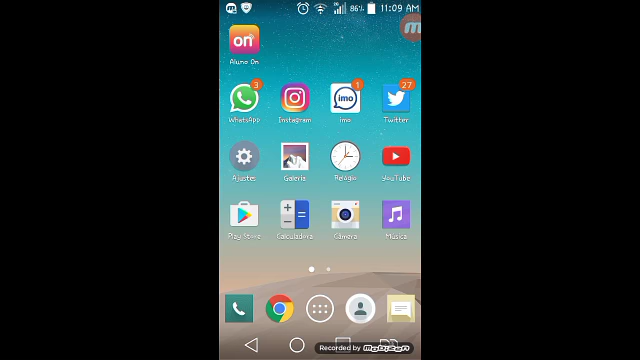 86% 11:09 AM
on
Aluno On
3 1 27
WhatsApp Instagram imo Twitter
imo
Ajustes Galeria Relógio YouTube
Play Store Calculadora Câmera Música
Recorded by Mobizen